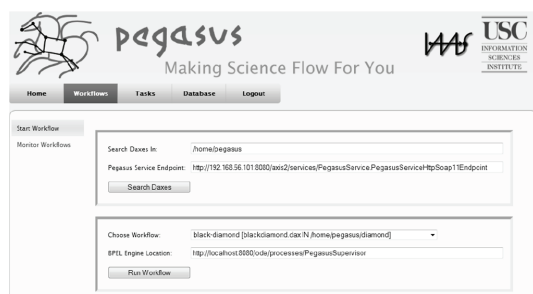 pegasus
Making Science Flow For You
IAAS
USC
INFORMATION
SCIENCES
INSTITUTE
Home Workflows Tasks Database Logout
Start Workflow
Monitor Workflows
Search Daxes In: /home/pegasus
Pegasus Service Endpoint: http://192.168.56.101:8080/axis2/services/PegasusService.PegasusServiceHttpSoap11Endpoint
Search Daxes
Choose Workflow: black-diamond [blackdiamond.dax IN /home/pegasus/diamond]
BPEL Engine Location: http://localhost:8080/ode/processes/PegasusSupervisor
Run Workflow